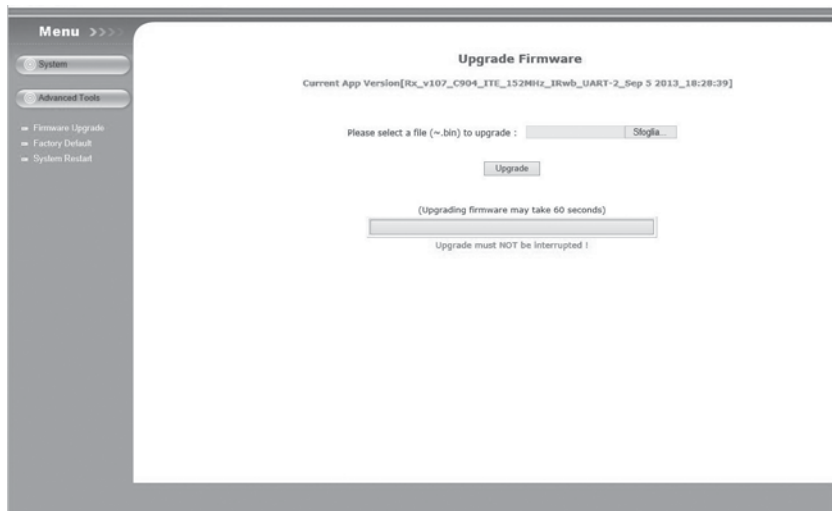 Menu >>>>
System
Advanced Tools
Firmware Upgrade
Factory Default
System Restart
Upgrade Firmware
Current App Version[Rx_v107_C904_ITE_152MHz_IRwb_UART-2_Sep 5 2013_18:28:39]
Please select a file (~.bin) to upgrade : Sfoglia...
Upgrade
(Upgrading firmware may take 60 seconds)
Upgrade must NOT be interrupted !